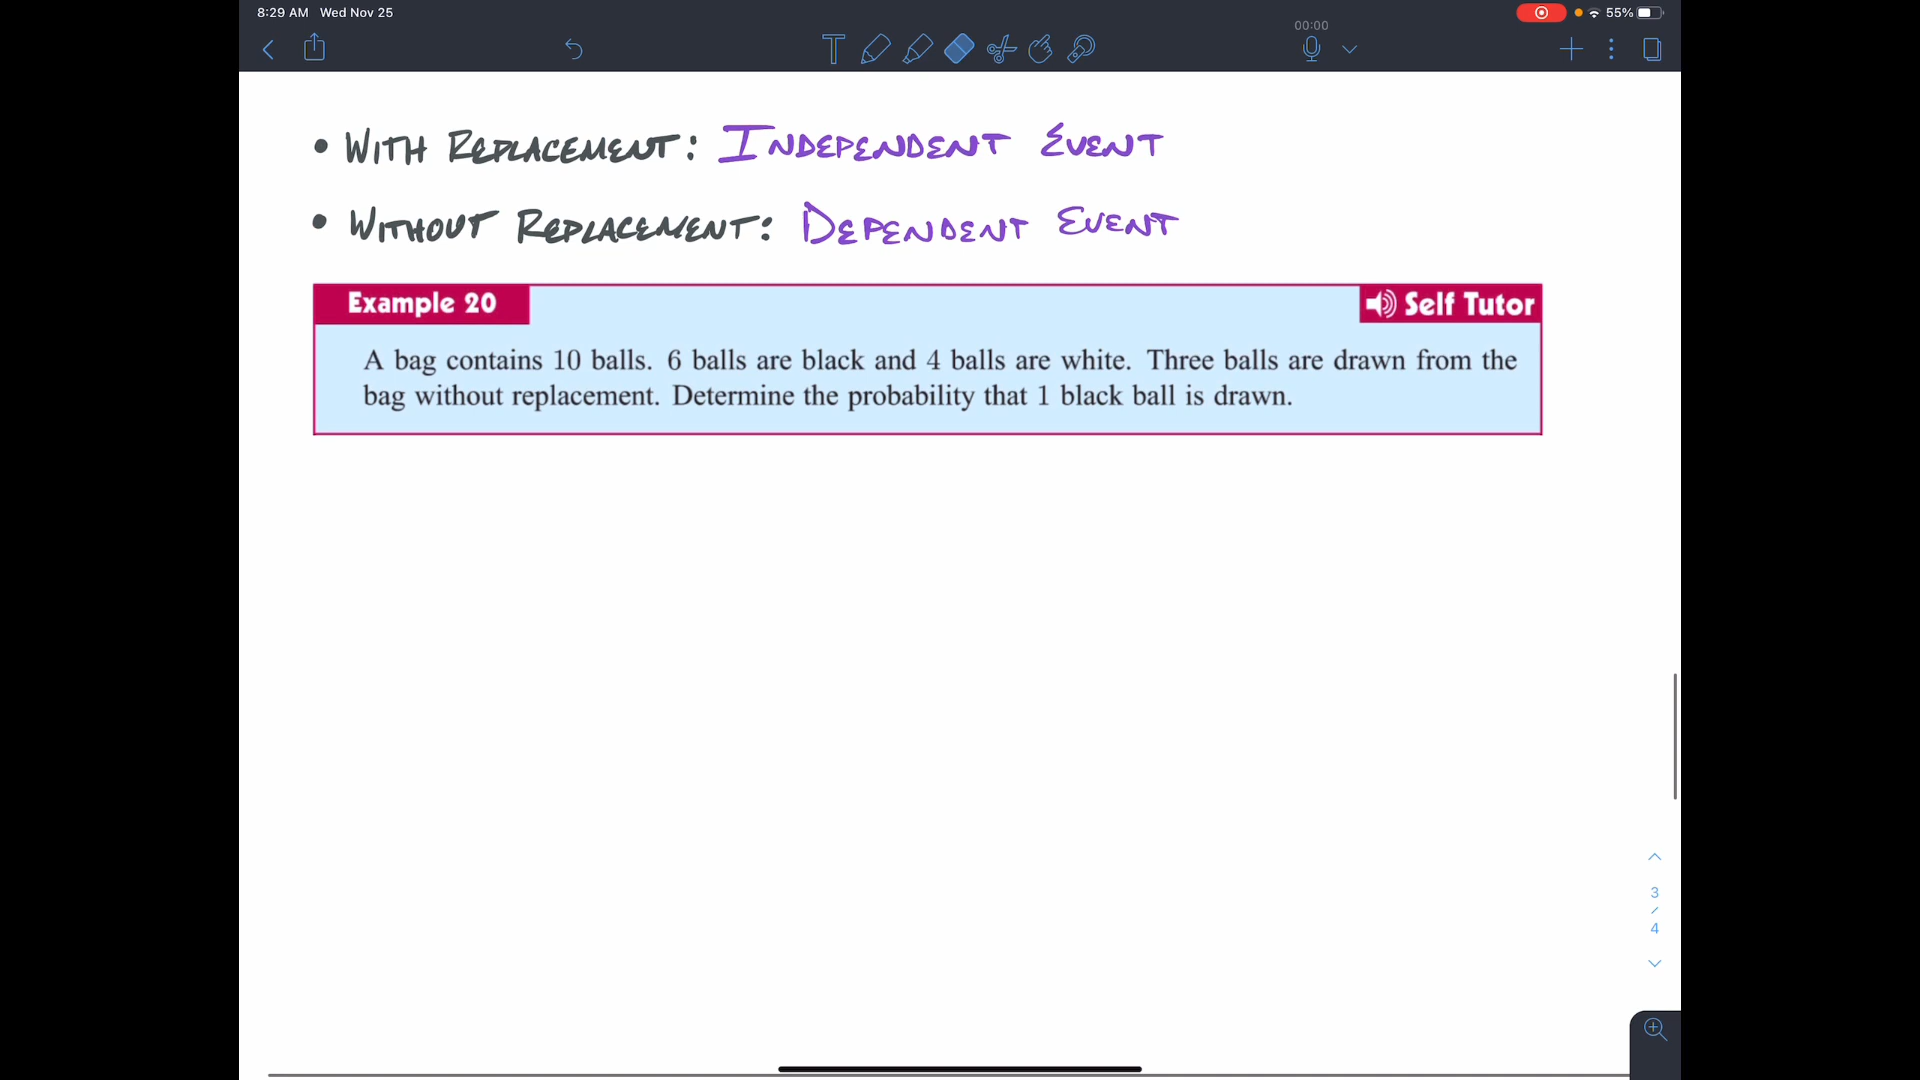 8:29 AM Wed Nov 25
55%
00:00
• WITH REPLACEMENT: INDEPENDENT EVENT
• WITHOUT REPLACEMENT: DEPENDENT EVENT
Example 20
Self Tutor
A bag contains 10 balls. 6 balls are black and 4 balls are white. Three balls are drawn from the
bag without replacement. Determine the probability that 1 black ball is drawn.
3
/
4